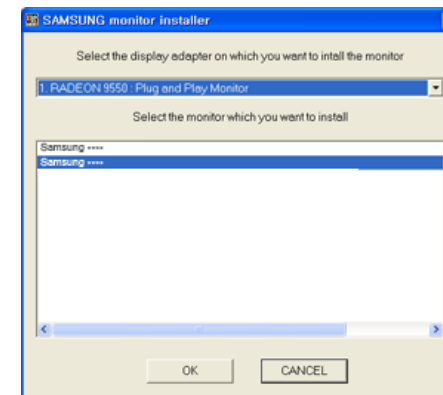 SAMSUNG monitor installer
Select the display adapter on which you want to intall the monitor
1. RADEON 9550 : Plug and Play Monitor
Select the monitor which you want to install
Samsung ----
Samsung ----
OK CANCEL